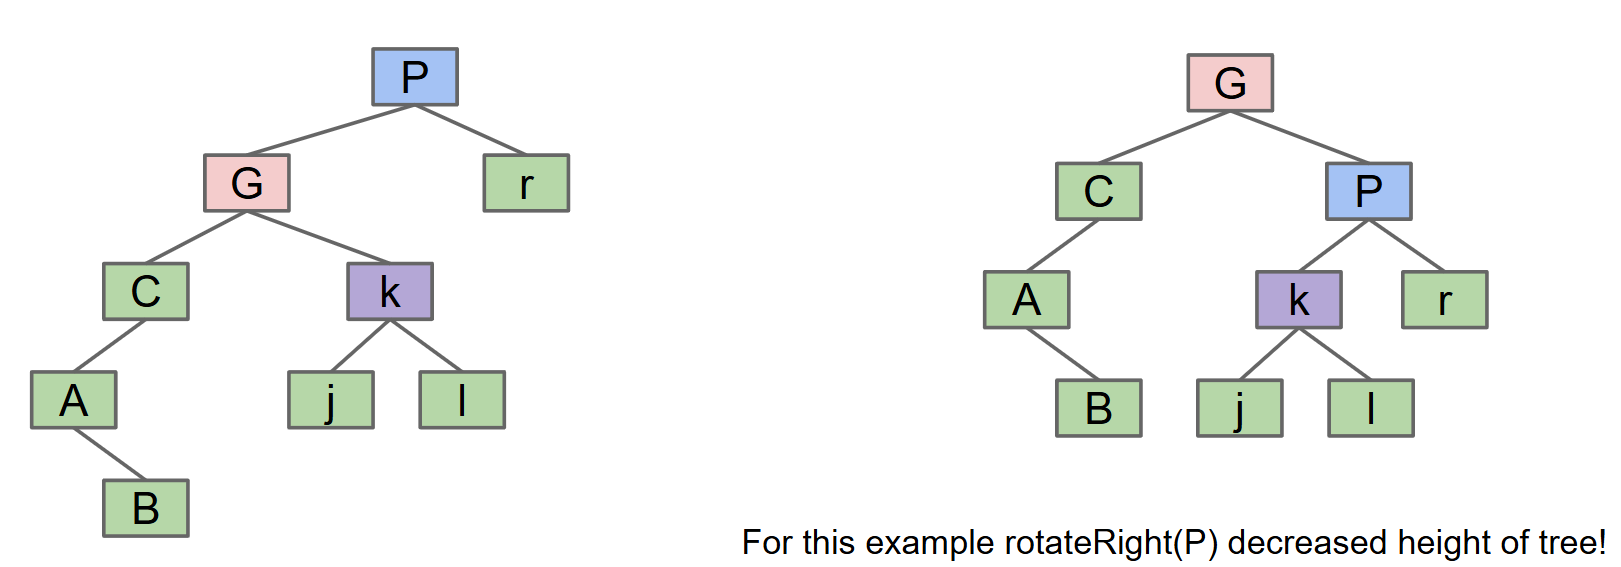 P
G
r
C
k
A
j
l
B
G
C
P
A
k
r
B
j
l
For this example rotateRight(P) decreased height of tree!